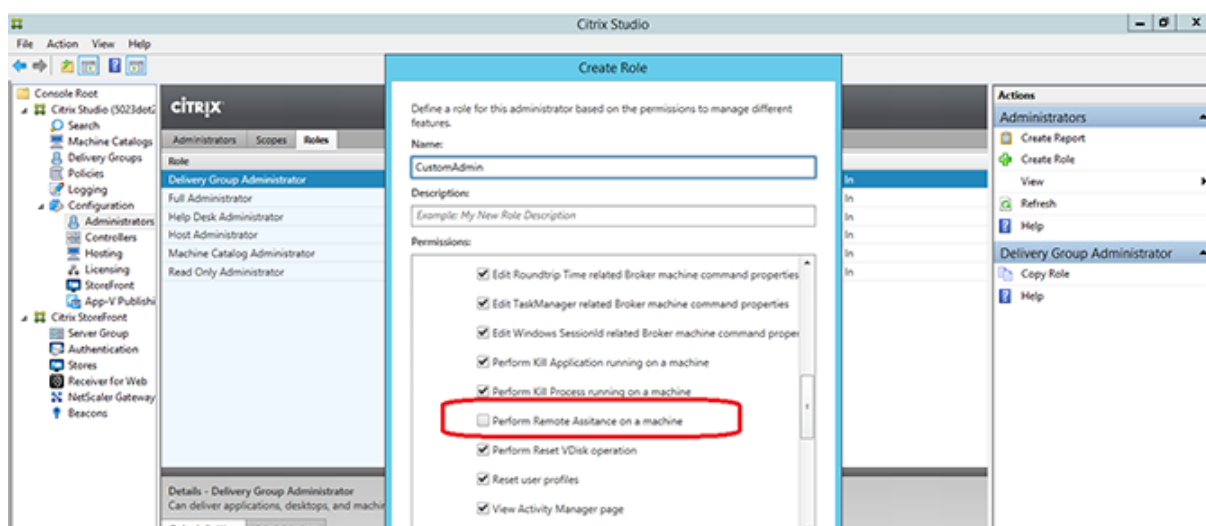 Citrix Studio
File Action View Help
Console Root
Citrix Studio (5023det2
Search
Machine Catalogs
Delivery Groups
Policies
Logging
Configuration
Administrators
Controllers
Hosting
Licensing
StoreFront
App-V Publishi
Citrix StoreFront
Server Group
Authentication
Stores
Receiver for Web
NetScaler Gateway
Beacons
CITRIX
Administrators Scopes Roles
Role
Delivery Group Administrator
Full Administrator
Help Desk Administrator
Host Administrator
Machine Catalog Administrator
Read Only Administrator
In
In
In
In
In
In
Details - Delivery Group Administrator
Can deliver applications, desktops, and machin
Create Role
Define a role for this administrator based on the permissions to manage different
features.
Name:
CustomAdmin
Description:
Example: My New Role Description
Permissions:
Edit Roundtrip Time related Broker machine command properties
Edit TaskManager related Broker machine command properties
Edit Windows SessionId related Broker machine command proper
Perform Kill Application running on a machine
Perform Kill Process running on a machine
Perform Remote Assitance on a machine
Perform Reset VDisk operation
Reset user profiles
View Activity Manager page
Actions
Administrators
Create Report
Create Role
View
Refresh
Help
Delivery Group Administrator
Copy Role
Help